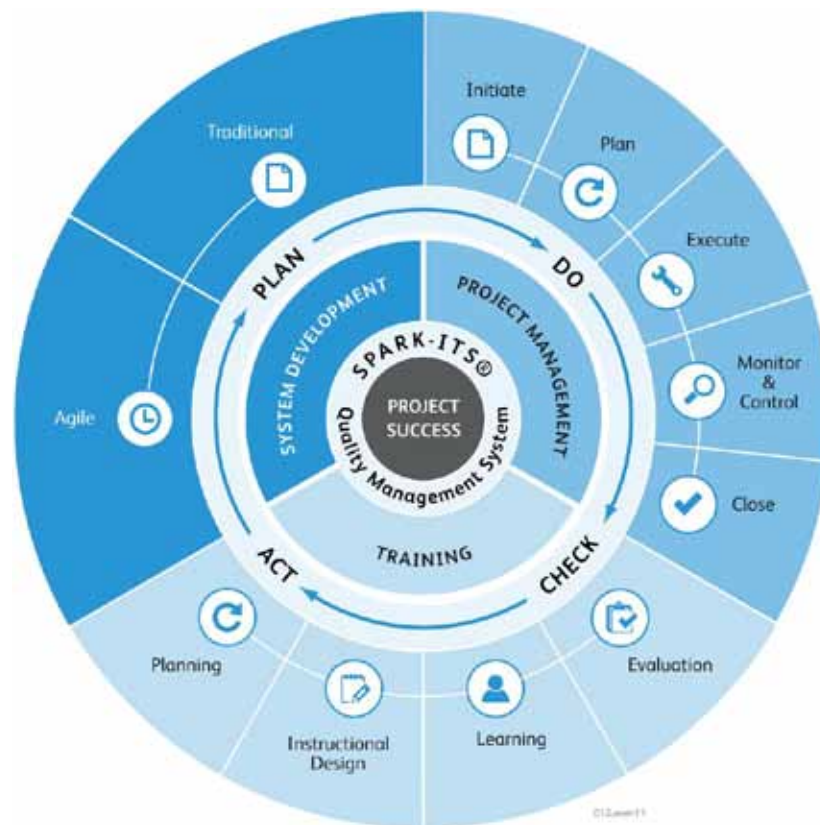 Initiate
Plan
Execute
Monitor
&
Control
Close
Traditional
Agile
PLAN
DO
CHECK
ACT
SYSTEM DEVELOPMENT
PROJECT MANAGEMENT
TRAINING
SPARK-ITS®
Quality Management System
PROJECT
SUCCESS
Planning
Instructional
Design
Learning
Evaluation